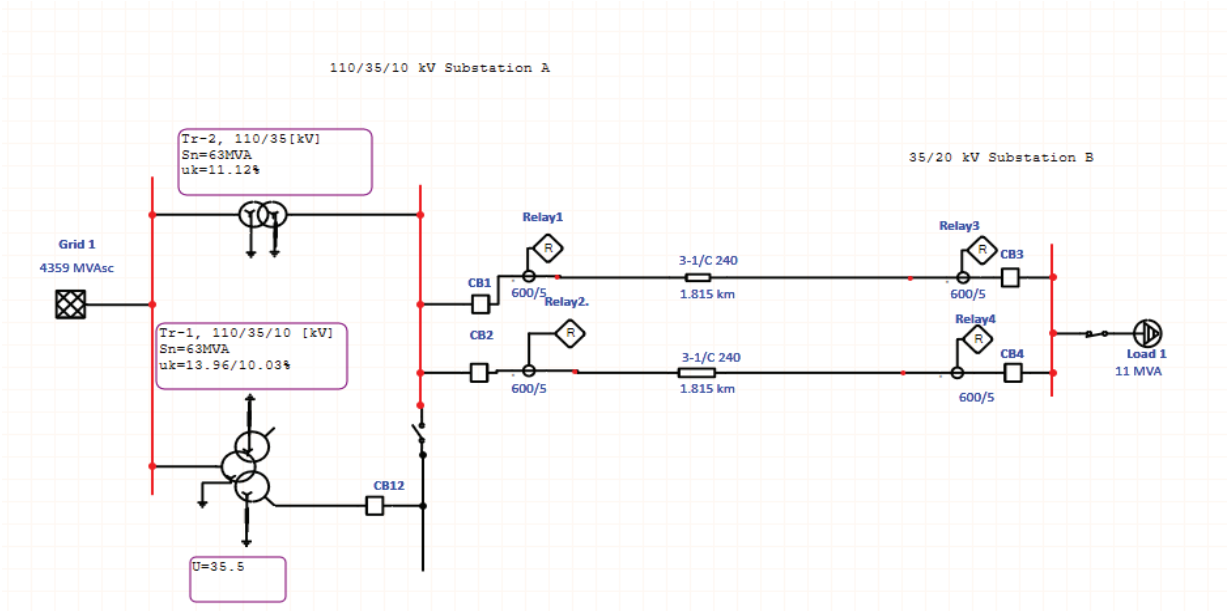 110/35/10 kV Substation A
Tr-2, 110/35[kV]
Sn=63MVA
uk=11.12%
35/20 kV Substation B
Grid 1
4359 MVAsc
Relay1
R
CB1
600/5
3-1/C 240
1.815 km
Relay3
R
CB3
600/5
Tr-1, 110/35/10 [kV]
Sn=63MVA
uk=13.96/10.03%
Relay2.
R
CB2
600/5
3-1/C 240
1.815 km
Relay4
R
CB4
600/5
Load 1
11 MVA
CB12
U=35.5